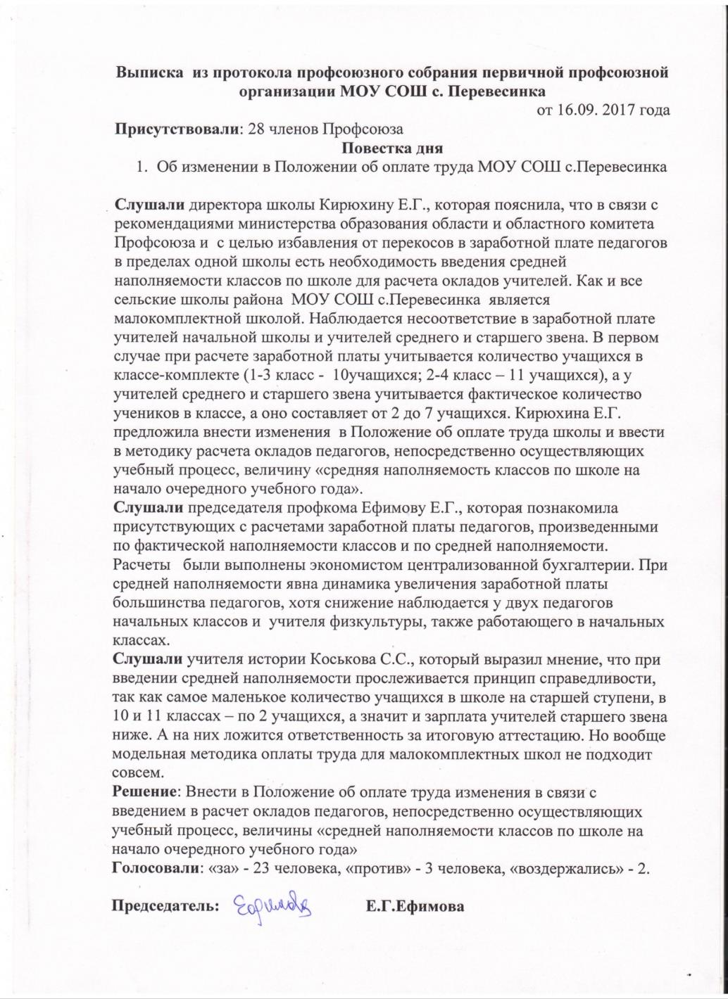 Выписка  из протокола профсоюзного собрания первичной профсоюзной
организации МОУ СОШ с. Перевесинка
от 16.09. 2017 года
Присутствовали: 28 членов Профсоюза
Повестка дня
1.  Об изменении в Положении об оплате труда МОУ СОШ с.Перевесинка
Слушали директора школы Кирюхину Е.Г., которая пояснила, что в связи с
рекомендациями министерства образования области и областного комитета
Профсоюза и  с целью избавления от перекосов в заработной плате педагогов
в пределах одной школы есть необходимость введения средней
наполняемости классов по школе для расчета окладов учителей. Как и все
сельские школы района  МОУ СОШ с.Перевесинка  является
малокомплектной школой. Наблюдается несоответствие в заработной плате
учителей начальной школы и учителей среднего и старшего звена. В первом
случае при расчете заработной платы учитывается количество учащихся в
классе-комплекте (1-3 класс -  10учащихся; 2-4 класс – 11 учащихся), а у
учителей среднего и старшего звена учитывается фактическое количество
учеников в классе, а оно составляет от 2 до 7 учащихся. Кирюхина Е.Г.
предложила внести изменения  в Положение об оплате труда школы и ввести
в методику расчета окладов педагогов, непосредственно осуществляющих
учебный процесс, величину «средняя наполняемость классов по школе на
начало очередного учебного года».
Слушали председателя профкома Ефимову Е.Г., которая познакомила
присутствующих с расчетами заработной платы педагогов, произведенными
по фактической наполняемости классов и по средней наполняемости.
Расчеты   были выполнены экономистом централизованной бухгалтерии. При
средней наполняемости явна динамика увеличения заработной платы
большинства педагогов, хотя снижение наблюдается у двух педагогов
начальных классов и  учителя физкультуры, также работающего в начальных
классах.
Слушали учителя истории Коськова С.С., который выразил мнение, что при
введении средней наполняемости прослеживается принцип справедливости,
так как самое маленькое количество учащихся в школе на старшей ступени, в
10 и 11 классах – по 2 учащихся, а значит и зарплата учителей старшего звена
ниже. А на них ложится ответственность за итоговую аттестацию. Но вообще
модельная методика оплаты труда для малокомплектных школ не подходит
совсем.
Решение: Внести в Положение об оплате труда изменения в связи с
введением в расчет окладов педагогов, непосредственно осуществляющих
учебный процесс, величины «средней наполняемости классов по школе на
начало очередного учебного года»
Голосовали: «за» - 23 человека, «против» - 3 человека, «воздержались» - 2.
Председатель: Ефимова Е.Г.Ефимова